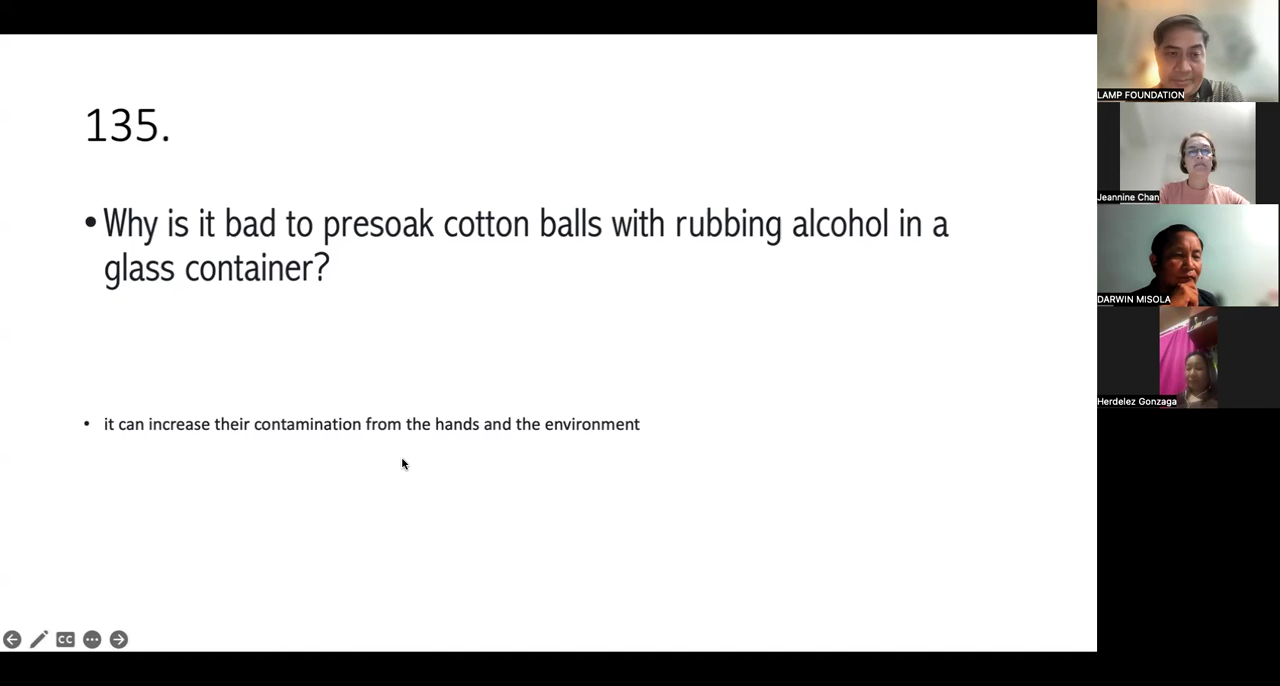 135.
• Why is it bad to presoak cotton balls with rubbing alcohol in a
glass container?
• it can increase their contamination from the hands and the environment
CC
LAMP FOUNDATION
Jeannine Chan
DARWIN MISOLA
Herdelez Gonzaga